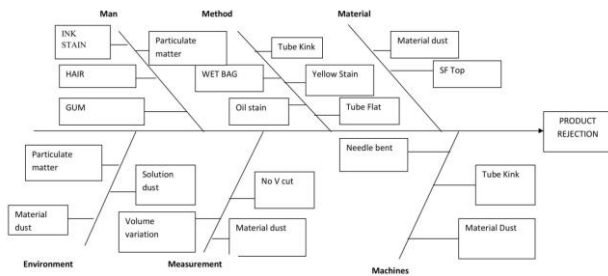 Man
Method
Material
INK
STAIN
Particulate
matter
Tube Kink
Material dust
HAIR
WET BAG
Yellow Stain
SF Top
GUM
Oil stain
Tube Flat
PRODUCT
REJECTION
Particulate
matter
Needle bent
Solution
dust
No V cut
Tube Kink
Material
dust
Volume
variation
Material dust
Material Dust
Environment
Measurement
Machines